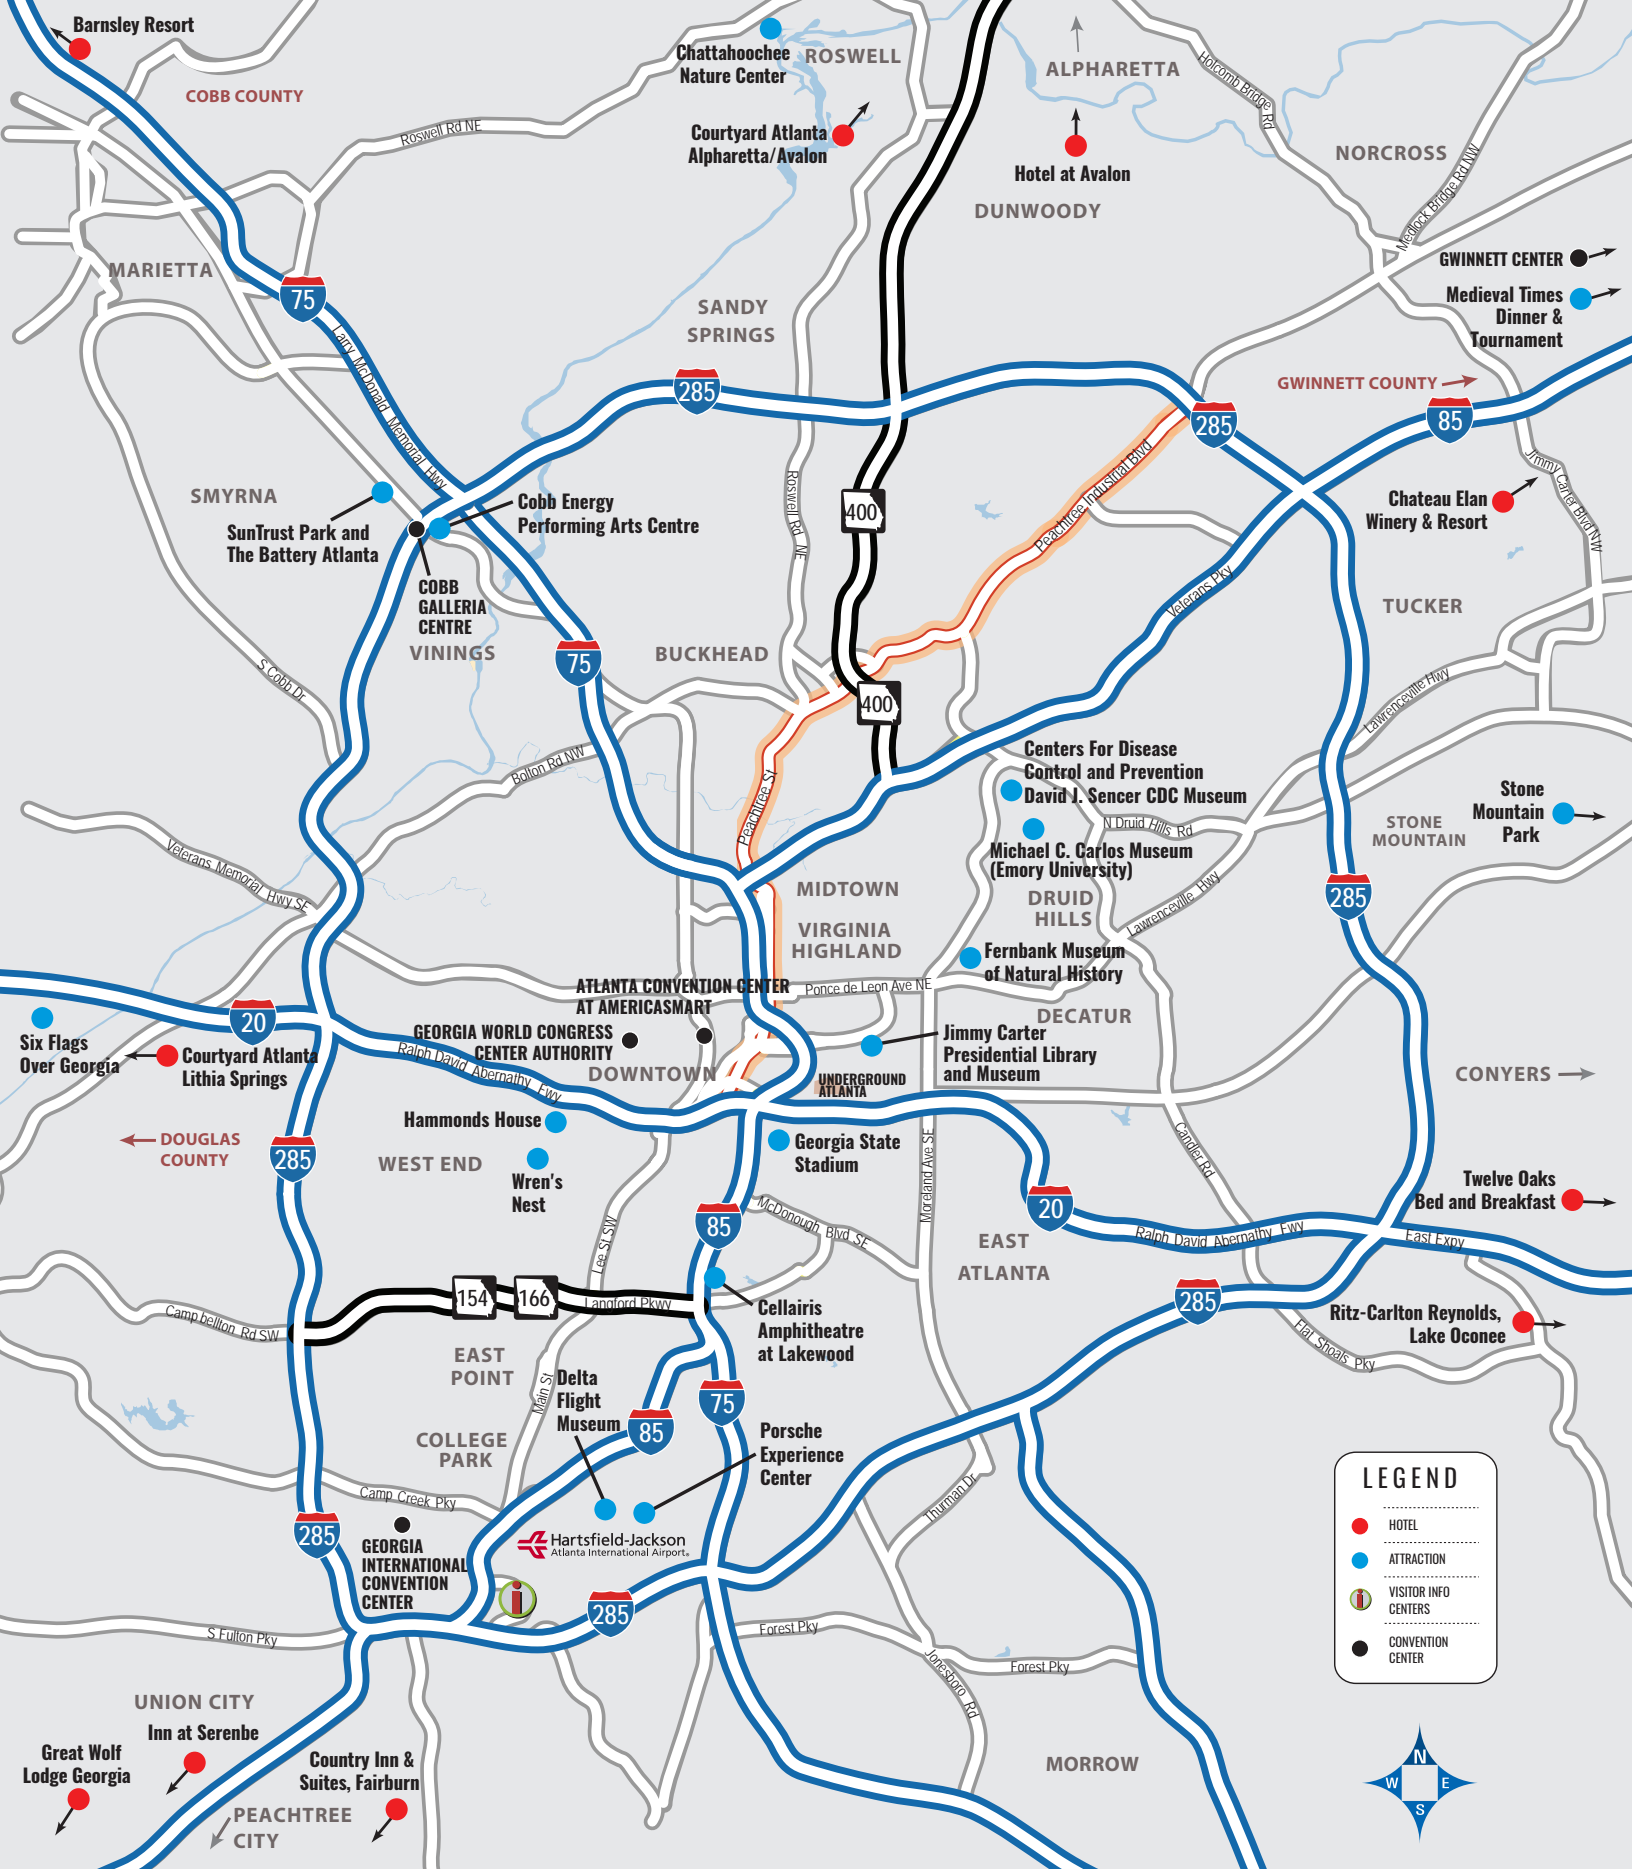 Barnsley Resort
COBB COUNTY
Roswell Rd NE
Chattahoochee
Nature Center
ROSWELL
ALPHARETTA
Holcomb Bridge Rd
Courtyard Atlanta
Alpharetta/Avalon
Hotel at Avalon
NORCROSS
Medlock Bridge Rd NW
DUNWOODY
GWINNETT CENTER
Medieval Times
Dinner &
Tournament
MARIETTA
75
Larry McDonald Memorial Hwy
SANDY
SPRINGS
285
GWINNETT COUNTY
285
85
Peachtree Industrial Blvd
Jimmy Carter Blvd NW
SMYRNA
SunTrust Park and
The Battery Atlanta
Cobb Energy
Performing Arts Centre
COBB
GALLERIA
CENTRE
VININGS
Roswell Rd NE
400
Chateau Elan
Winery & Resort
Veterans Pky
TUCKER
S Cobb Dr
75
BUCKHEAD
400
Lawrenceville Hwy
Bolton Rd NW
Peachtree St
Centers For Disease
Control and Prevention
David J. Sencer CDC Museum
N Druid Hills Rd
Michael C. Carlos Museum
(Emory University)
Stone
Mountain
Park
STONE
MOUNTAIN
Veterans Memorial Hwy SE
MIDTOWN
VIRGINIA
HIGHLAND
DRUID
HILLS
Lawrenceville Hwy
285
Fernbank Museum
of Natural History
ATLANTA CONVENTION CENTER
AT AMERICASMART
Ponce de Leon Ave NE
DECATUR
20
Six Flags
Over Georgia
Courtyard Atlanta
Lithia Springs
GEORGIA WORLD CONGRESS
CENTER AUTHORITY
Ralph David Abernathy Fwy
DOWNTOWN
Jimmy Carter
Presidential Library
and Museum
UNDERGROUND
ATLANTA
CONYERS
Hammonds House
DOUGLAS
COUNTY
285
WEST END
Wren's
Nest
Georgia State
Stadium
Moreland Ave SE
Candler Rd
Twelve Oaks
Bed and Breakfast
20
McDonough Blvd SE
85
Lee St SW
EAST
ATLANTA
Ralph David Abernathy Fwy
East Expy
154
166
Langford Pkwy
Campbellton Rd SW
Cellairis
Amphitheatre
at Lakewood
285
Flat Shoals Pky
Ritz-Carlton Reynolds,
Lake Oconee
EAST
POINT
Main St
Delta
Flight
Museum
75
85
COLLEGE
PARK
Porsche
Experience
Center
Camp Creek Pky
Thurman Dr
285
GEORGIA
INTERNATIONAL
CONVENTION
CENTER
Hartsfield-Jackson
Atlanta International Airport®
i
285
S Fulton Pky
Forest Pky
Forest Pky
Jonesboro Rd
LEGEND
HOTEL
ATTRACTION
i
VISITOR INFO
CENTERS
CONVENTION
CENTER
UNION CITY
Inn at Serenbe
Great Wolf
Lodge Georgia
Country Inn &
Suites, Fairburn
PEACHTREE
CITY
MORROW
N
W
E
S